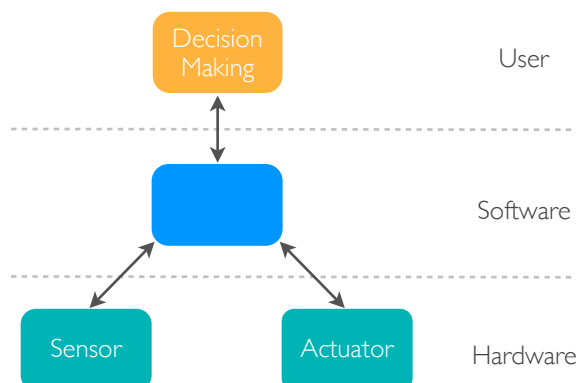 Decision
Making
User
Software
Sensor
Actuator
Hardware